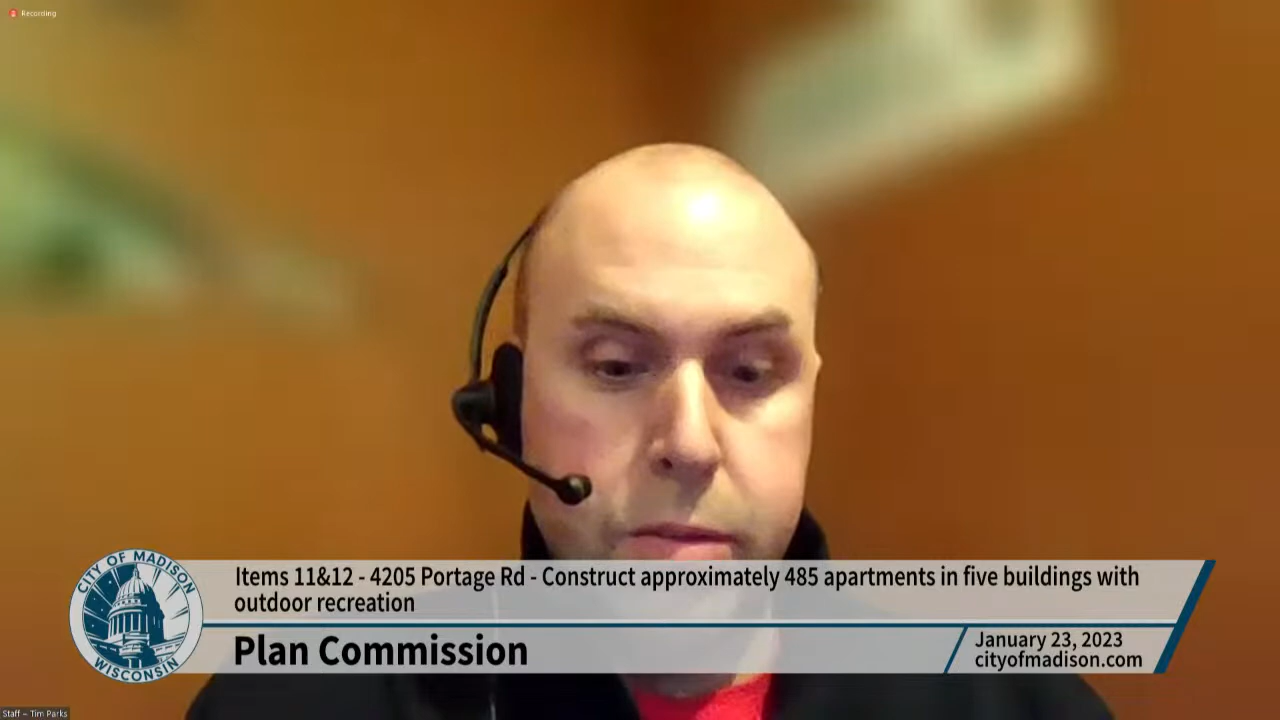 Recording
CITY OF MADISON
WISCONSIN
Items 11&12 - 4205 Portage Rd - Construct approximately 485 apartments in five buildings with
outdoor recreation
Plan Commission
January 23, 2023
cityofmadison.com
Staff – Tim Parks